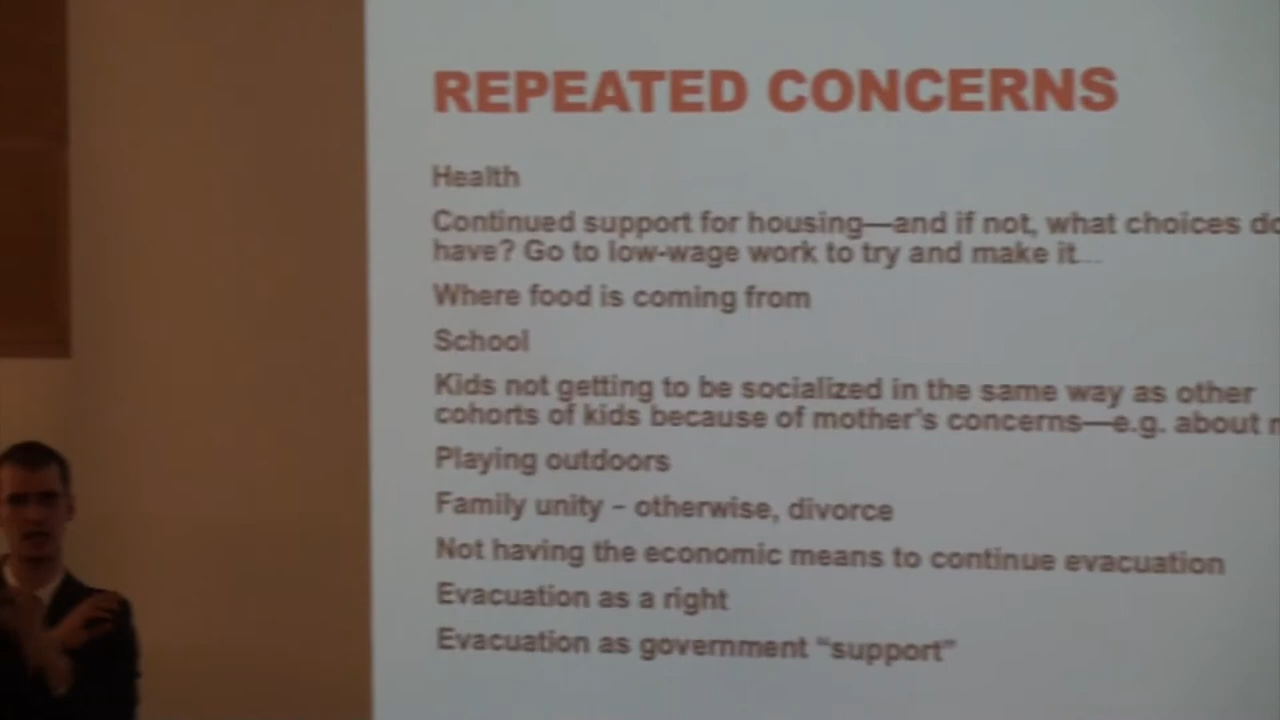 REPEATED CONCERNS
Health
Continued support for housing—and if not, what choices do
have? Go to low-wage work to try and make it...
Where food is coming from
School
Kids not getting to be socialized in the same way as other
cohorts of kids because of mother's concerns—e.g. about
Playing outdoors
Family unity – otherwise, divorce
Not having the economic means to continue evacuation
Evacuation as a right
Evacuation as government “support”